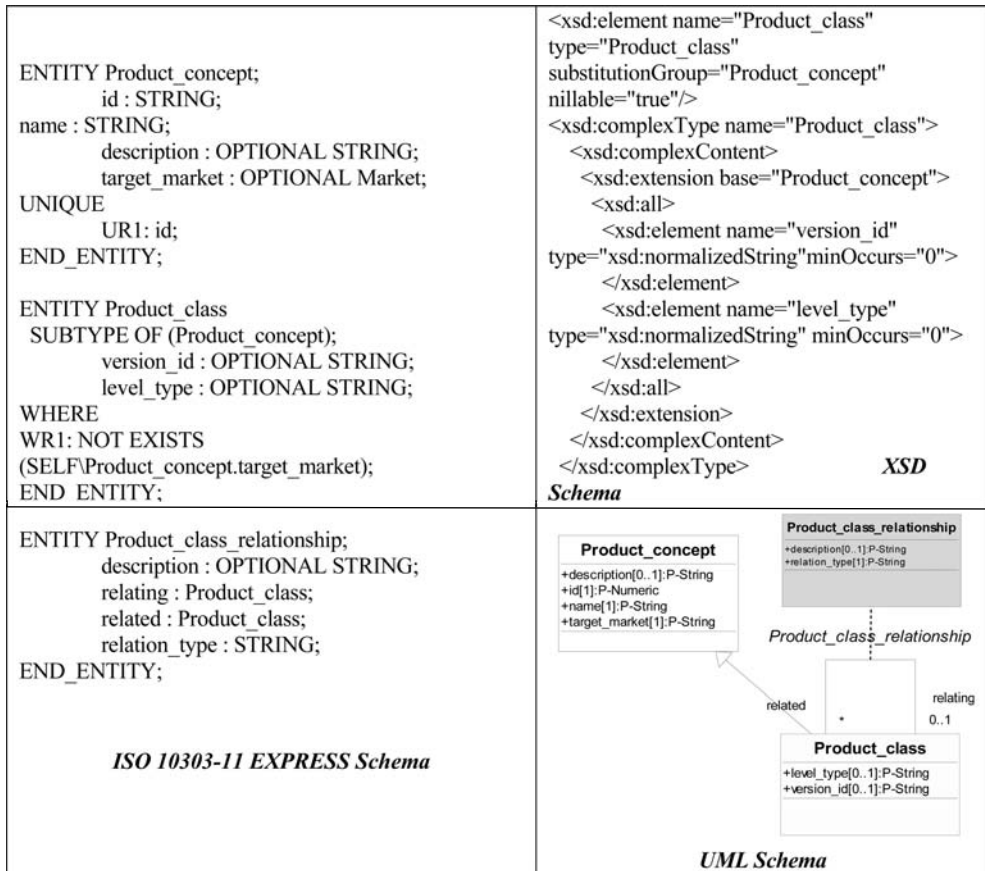 ENTITY Product_concept;
id : STRING;
name : STRING;
description : OPTIONAL STRING;
target_market : OPTIONAL Market;
UNIQUE
UR1: id;
END_ENTITY;
ENTITY Product_class
SUBTYPE OF (Product_concept);
version_id : OPTIONAL STRING;
level_type : OPTIONAL STRING;
WHERE
WR1: NOT EXISTS
(SELF\Product_concept.target_market);
END_ENTITY;
<xsd:element name="Product_class"
type="Product_class"
substitutionGroup="Product_concept"
nillable="true"/>
<xsd:complexType name="Product_class">
<xsd:complexContent>
<xsd:extension base="Product_concept">
<xsd:all>
<xsd:element name="version_id"
type="xsd:normalizedString"minOccurs="0">
</xsd:element>
<xsd:element name="level_type"
type="xsd:normalizedString" minOccurs="0">
</xsd:element>
</xsd:all>
</xsd:extension>
</xsd:complexContent>
</xsd:complexType> XSD
Schema
ENTITY Product_class_relationship;
description : OPTIONAL STRING;
relating : Product_class;
related : Product_class;
relation_type : STRING;
END_ENTITY;
ISO 10303-11 EXPRESS Schema
Product_class_relationship
+description[0..1]:P-String
+relation_type[1]:P-String
Product_concept
+description[0..1]:P-String
+id[1]:P-Numeric
+name[1]:P-String
+target_market[1]:P-String
Product_class_relationship
related
relating
*
0..1
Product_class
+level_type[0..1]:P-String
+version_id[0..1]:P-String
UML Schema